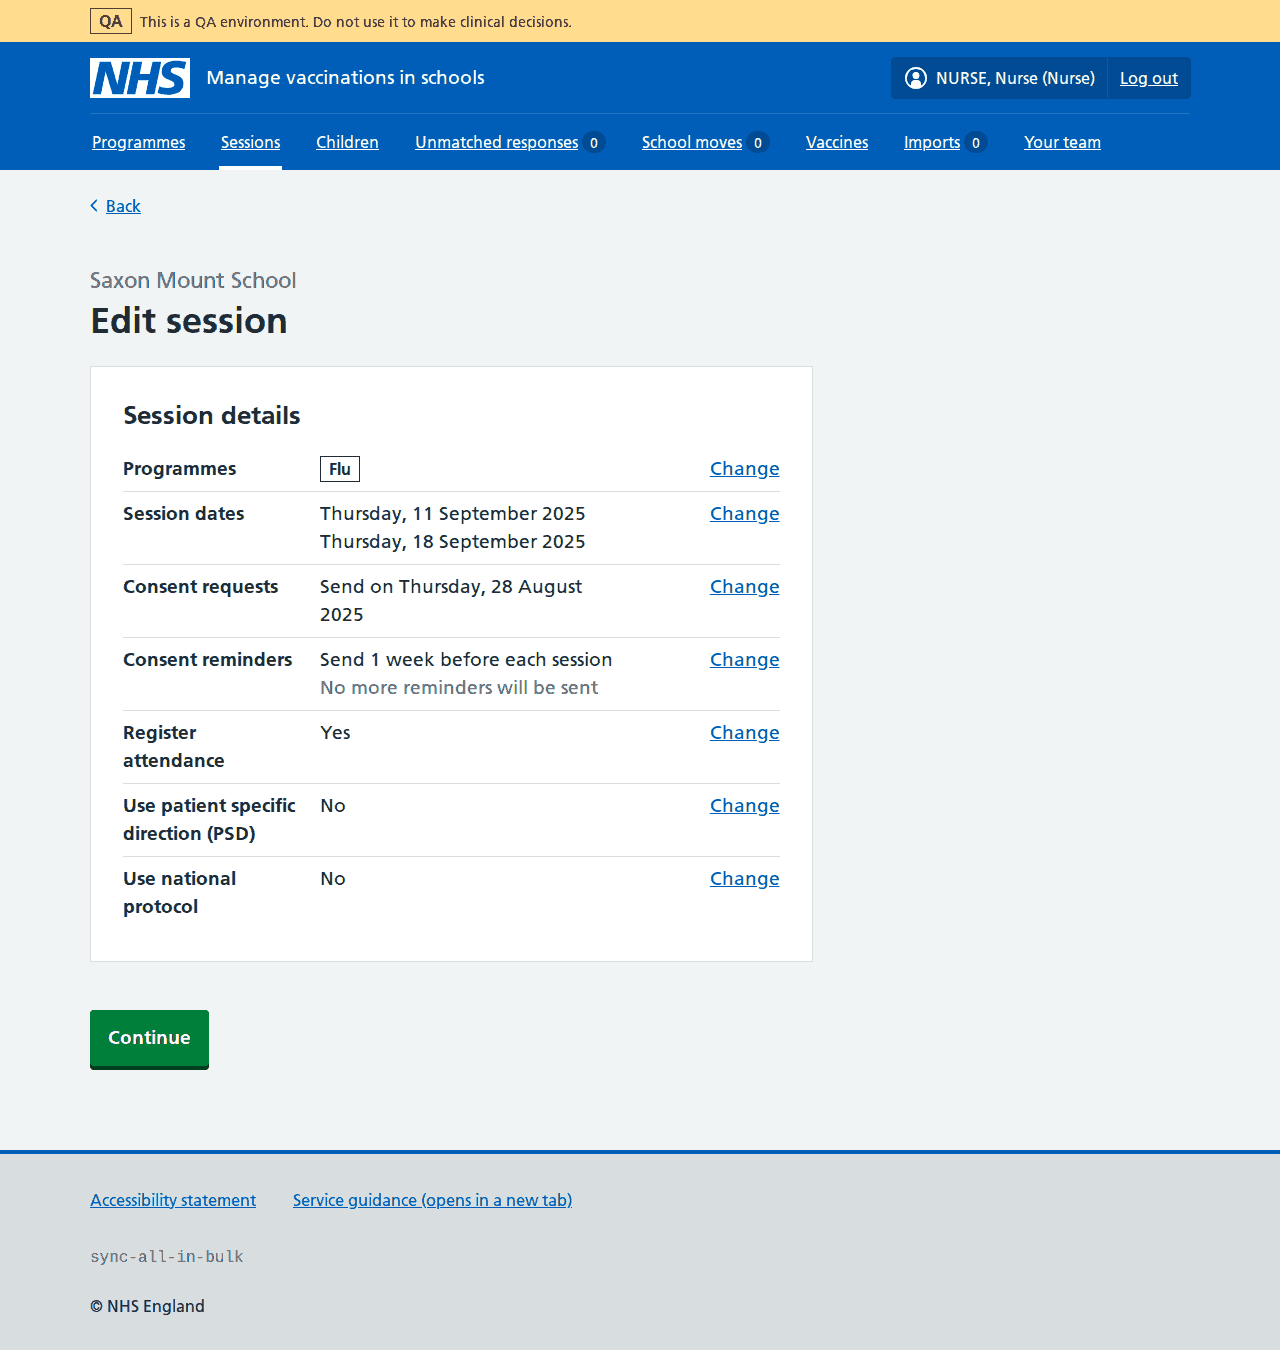 QA This is a QA environment. Do not use it to make clinical decisions.
NHS Manage vaccinations in schools NURSE, Nurse (Nurse) Log out
Programmes Sessions Children Unmatched responses 0 School moves 0 Vaccines Imports 0 Your team
Back
Saxon Mount School
Edit session
Session details
Programmes Flu Change
Session dates Thursday, 11 September 2025 Change
Thursday, 18 September 2025
Consent requests Send on Thursday, 28 August Change
2025
Consent reminders Send 1 week before each session Change
No more reminders will be sent
Register Yes Change
attendance
Use patient specific No Change
direction (PSD)
Use national No Change
protocol
Continue
Accessibility statement Service guidance (opens in a new tab)
sync-all-in-bulk
© NHS England